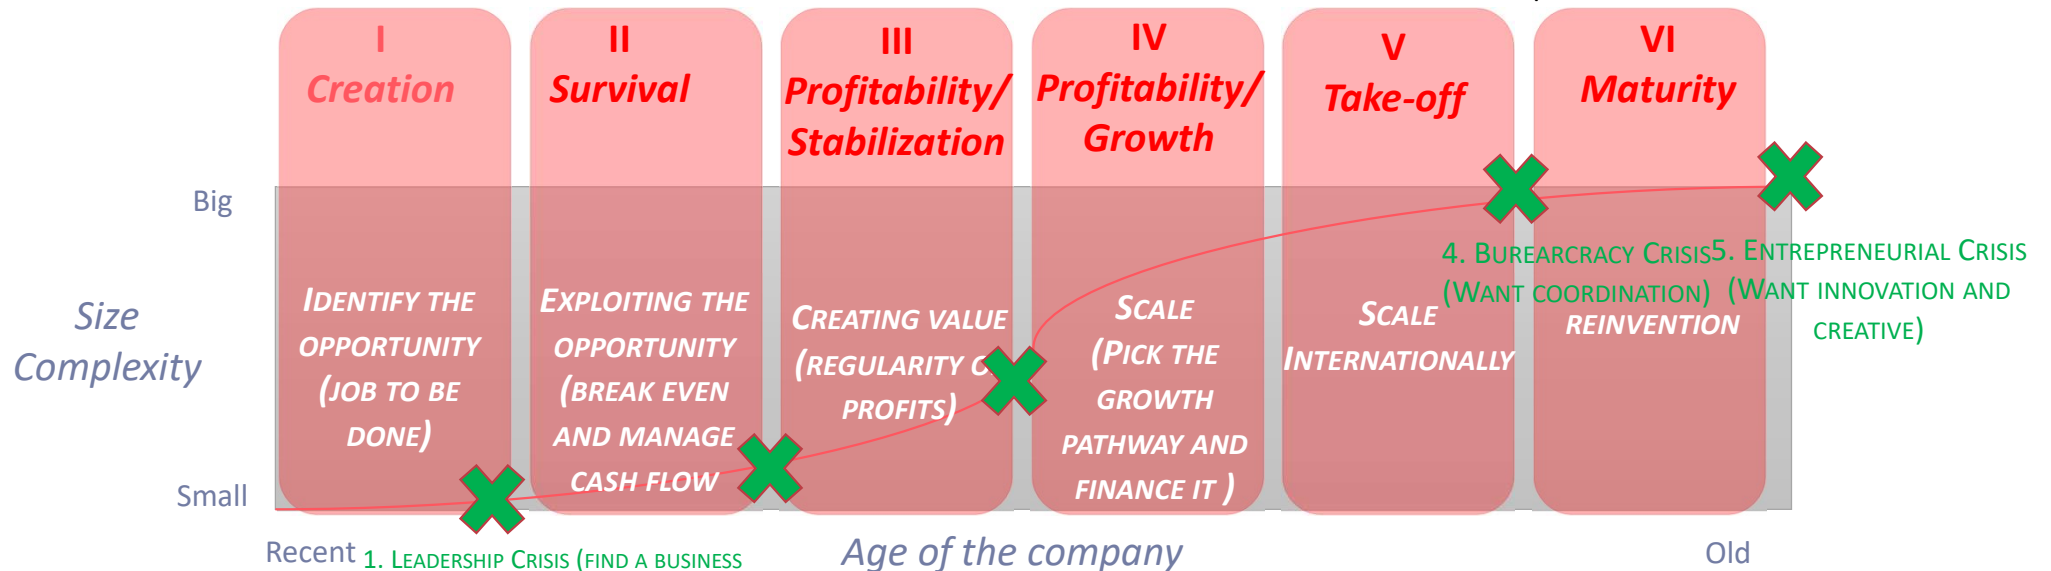 I
Creation
II
Survival
III
Profitability/
Stabilization
IV
Profitability/
Growth
V
Take-off
VI
Maturity
Big
Size
Complexity
Small
IDENTIFY THE
OPPORTUNITY
(JOB TO BE
DONE)
EXPLOITING THE
OPPORTUNITY
(BREAK EVEN
AND MANAGE
CASH FLOW
CREATING VALUE
(REGULARITY
PROFITS)
SCALE
(PICK THE
GROWTH
PATHWAY AND
FINANCE IT )
SCALE
INTERNATIONALLY
REINVENTION
4. BUREARCRACY CRISIS
(WANT COORDINATION)
5. ENTREPRENEURIAL CRISIS
(WANT INNOVATION AND
CREATIVE)
Recent
1. LEADERSHIP CRISIS (FIND A BUSINESS
Age of the company
Old